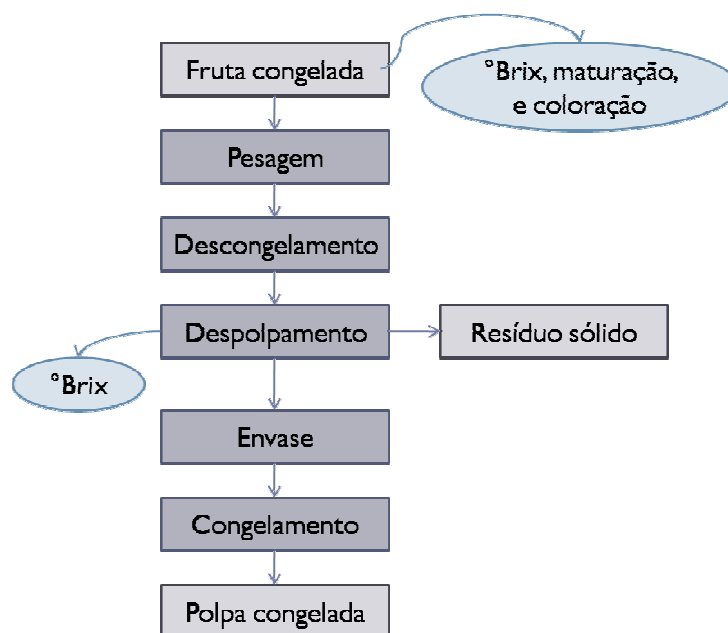 Fruta congelada
°Brix, maturação,
e coloração
Pesagem
Descongelamento
Despolpamento
Resíduo sólido
°Brix
Envase
Congelamento
Polpa congelada